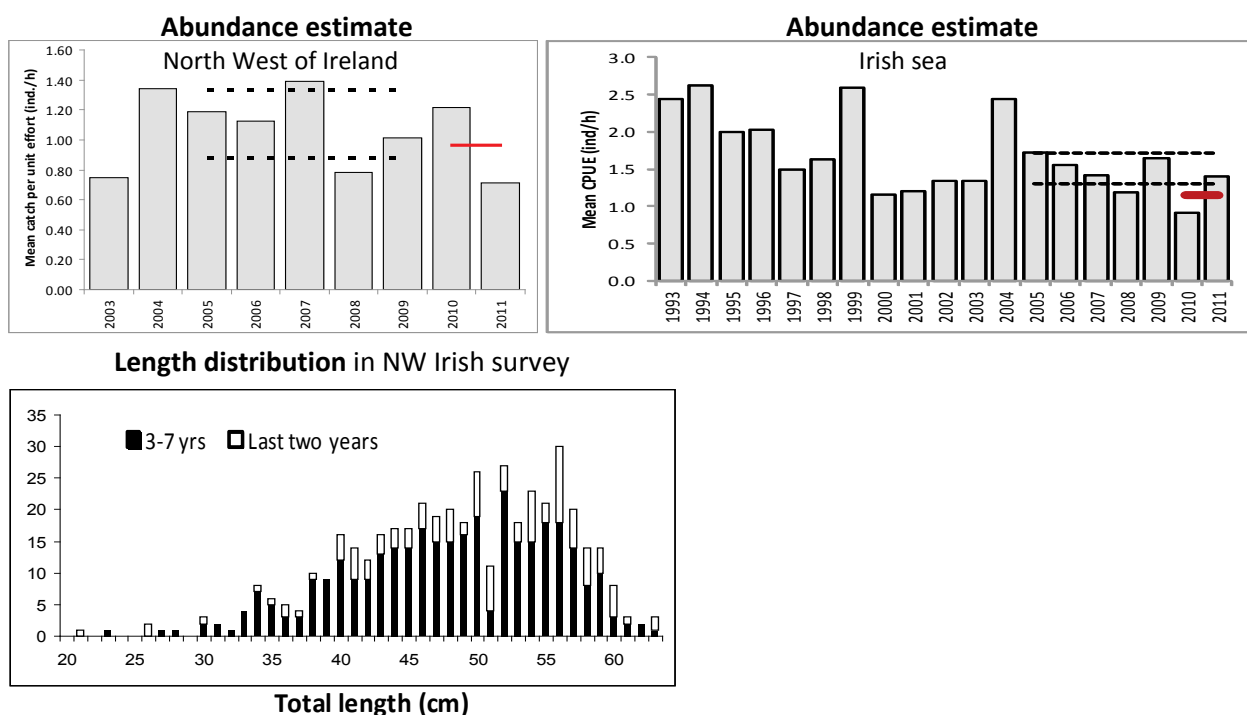 Abundance estimate
North West of Ireland
Mean catch per unit effort (ind./h)
1.60
1.40
1.20
1.00
0.80
0.60
0.40
0.20
0.00
2003 2004 2005 2006 2007 2008 2009 2010 2011
Abundance estimate
Irish sea
Mean CPUE (ind/h)
3.0
2.5
2.0
1.5
1.0
0.5
0.0
1993 1994 1995 1996 1997 1998 1999 2000 2001 2002 2003 2004 2005 2006 2007 2008 2009 2010 2011
Length distribution in NW Irish survey
35
30
25
20
15
10
5
0
3-7 yrs Last two years
20 25 30 35 40 45 50 55 60
Total length (cm)